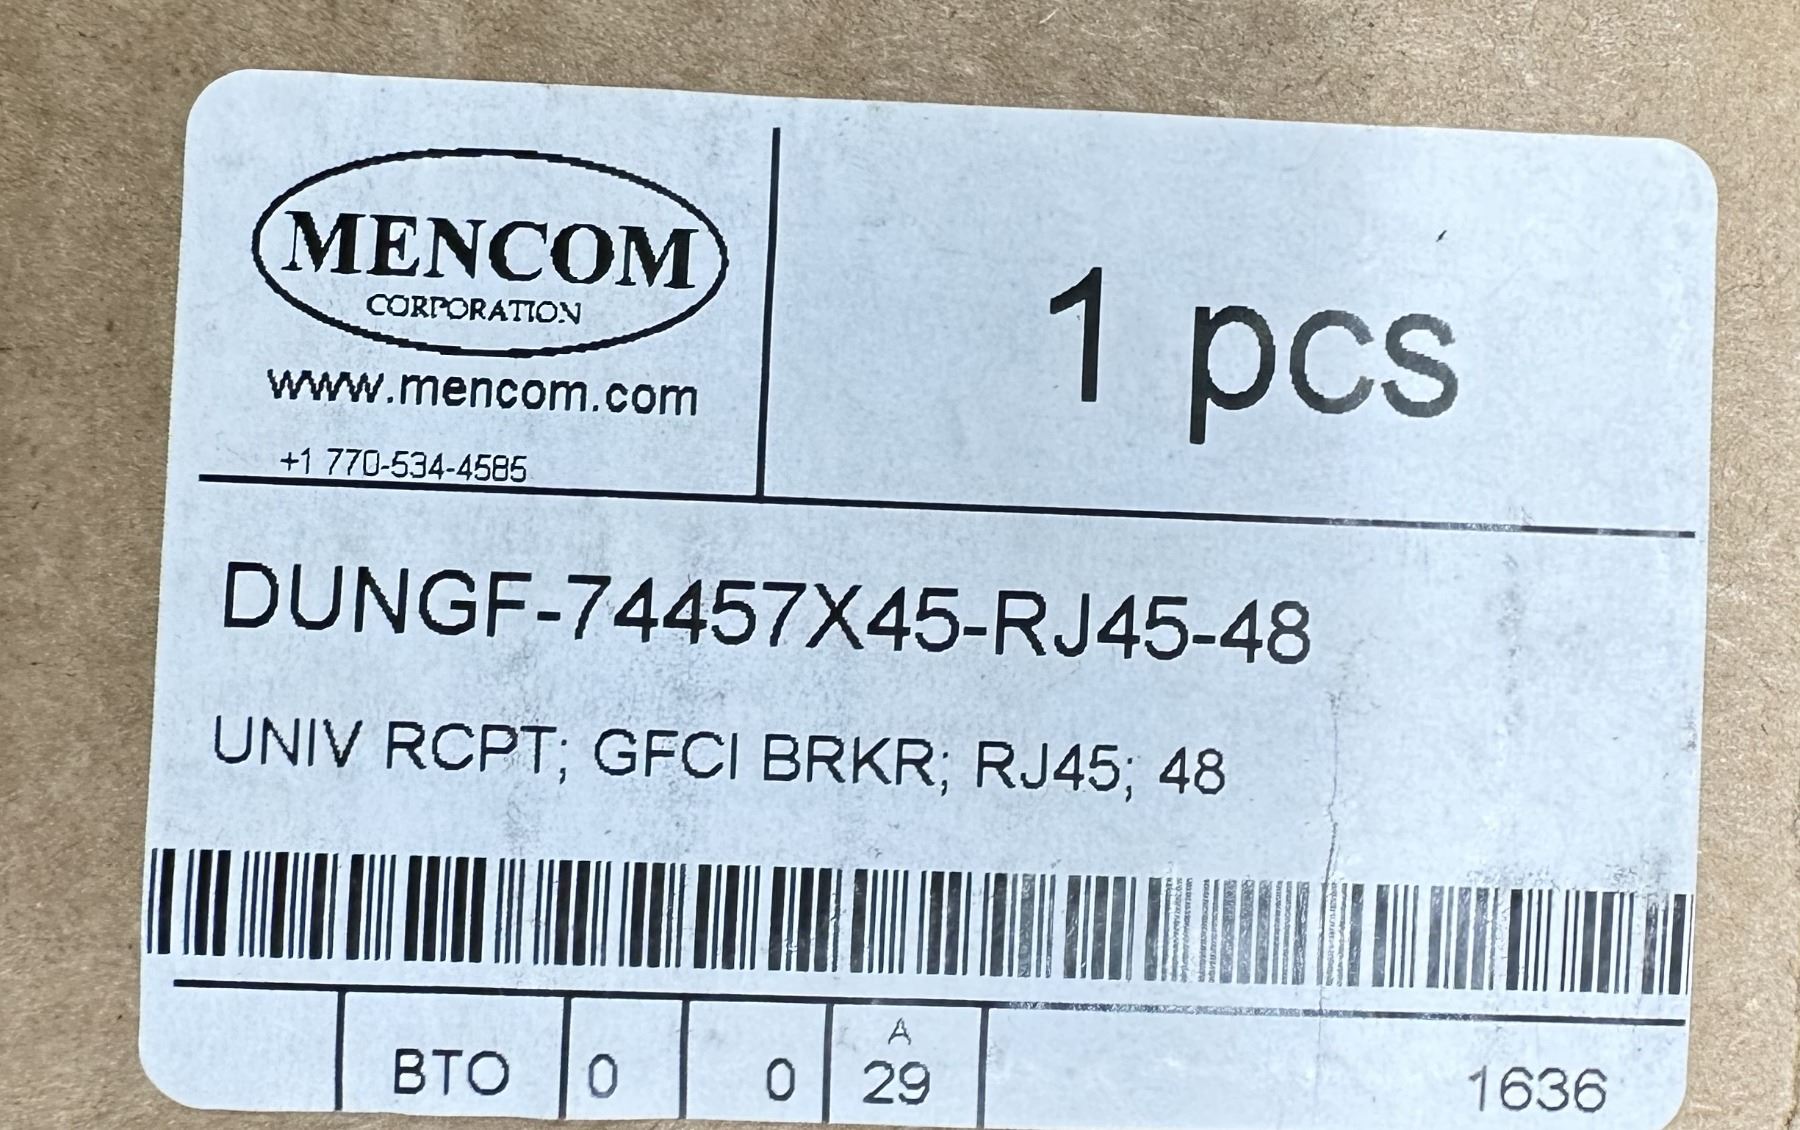 MENCOM
CORPORATION
www.mencom.com
+1 770-534-4585
1 pcs
DUNGF-74457X45-RJ45-48
UNIV RCPT; GFCI BRKR; RJ45; 48
BTO 0 0 A 29 1636